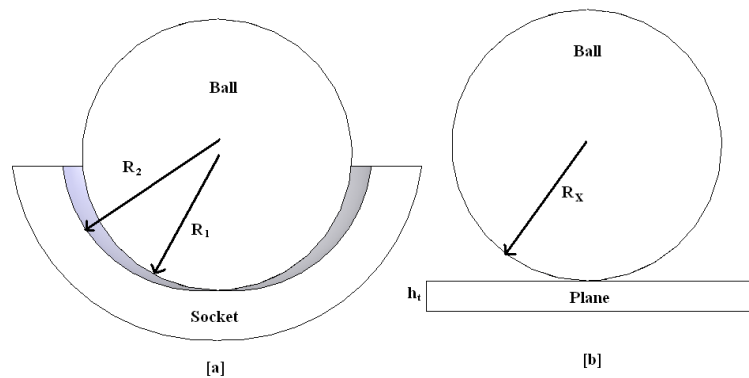 Ball
R2
R1
Socket
[a]
Ball
RX
ht
Plane
[b]